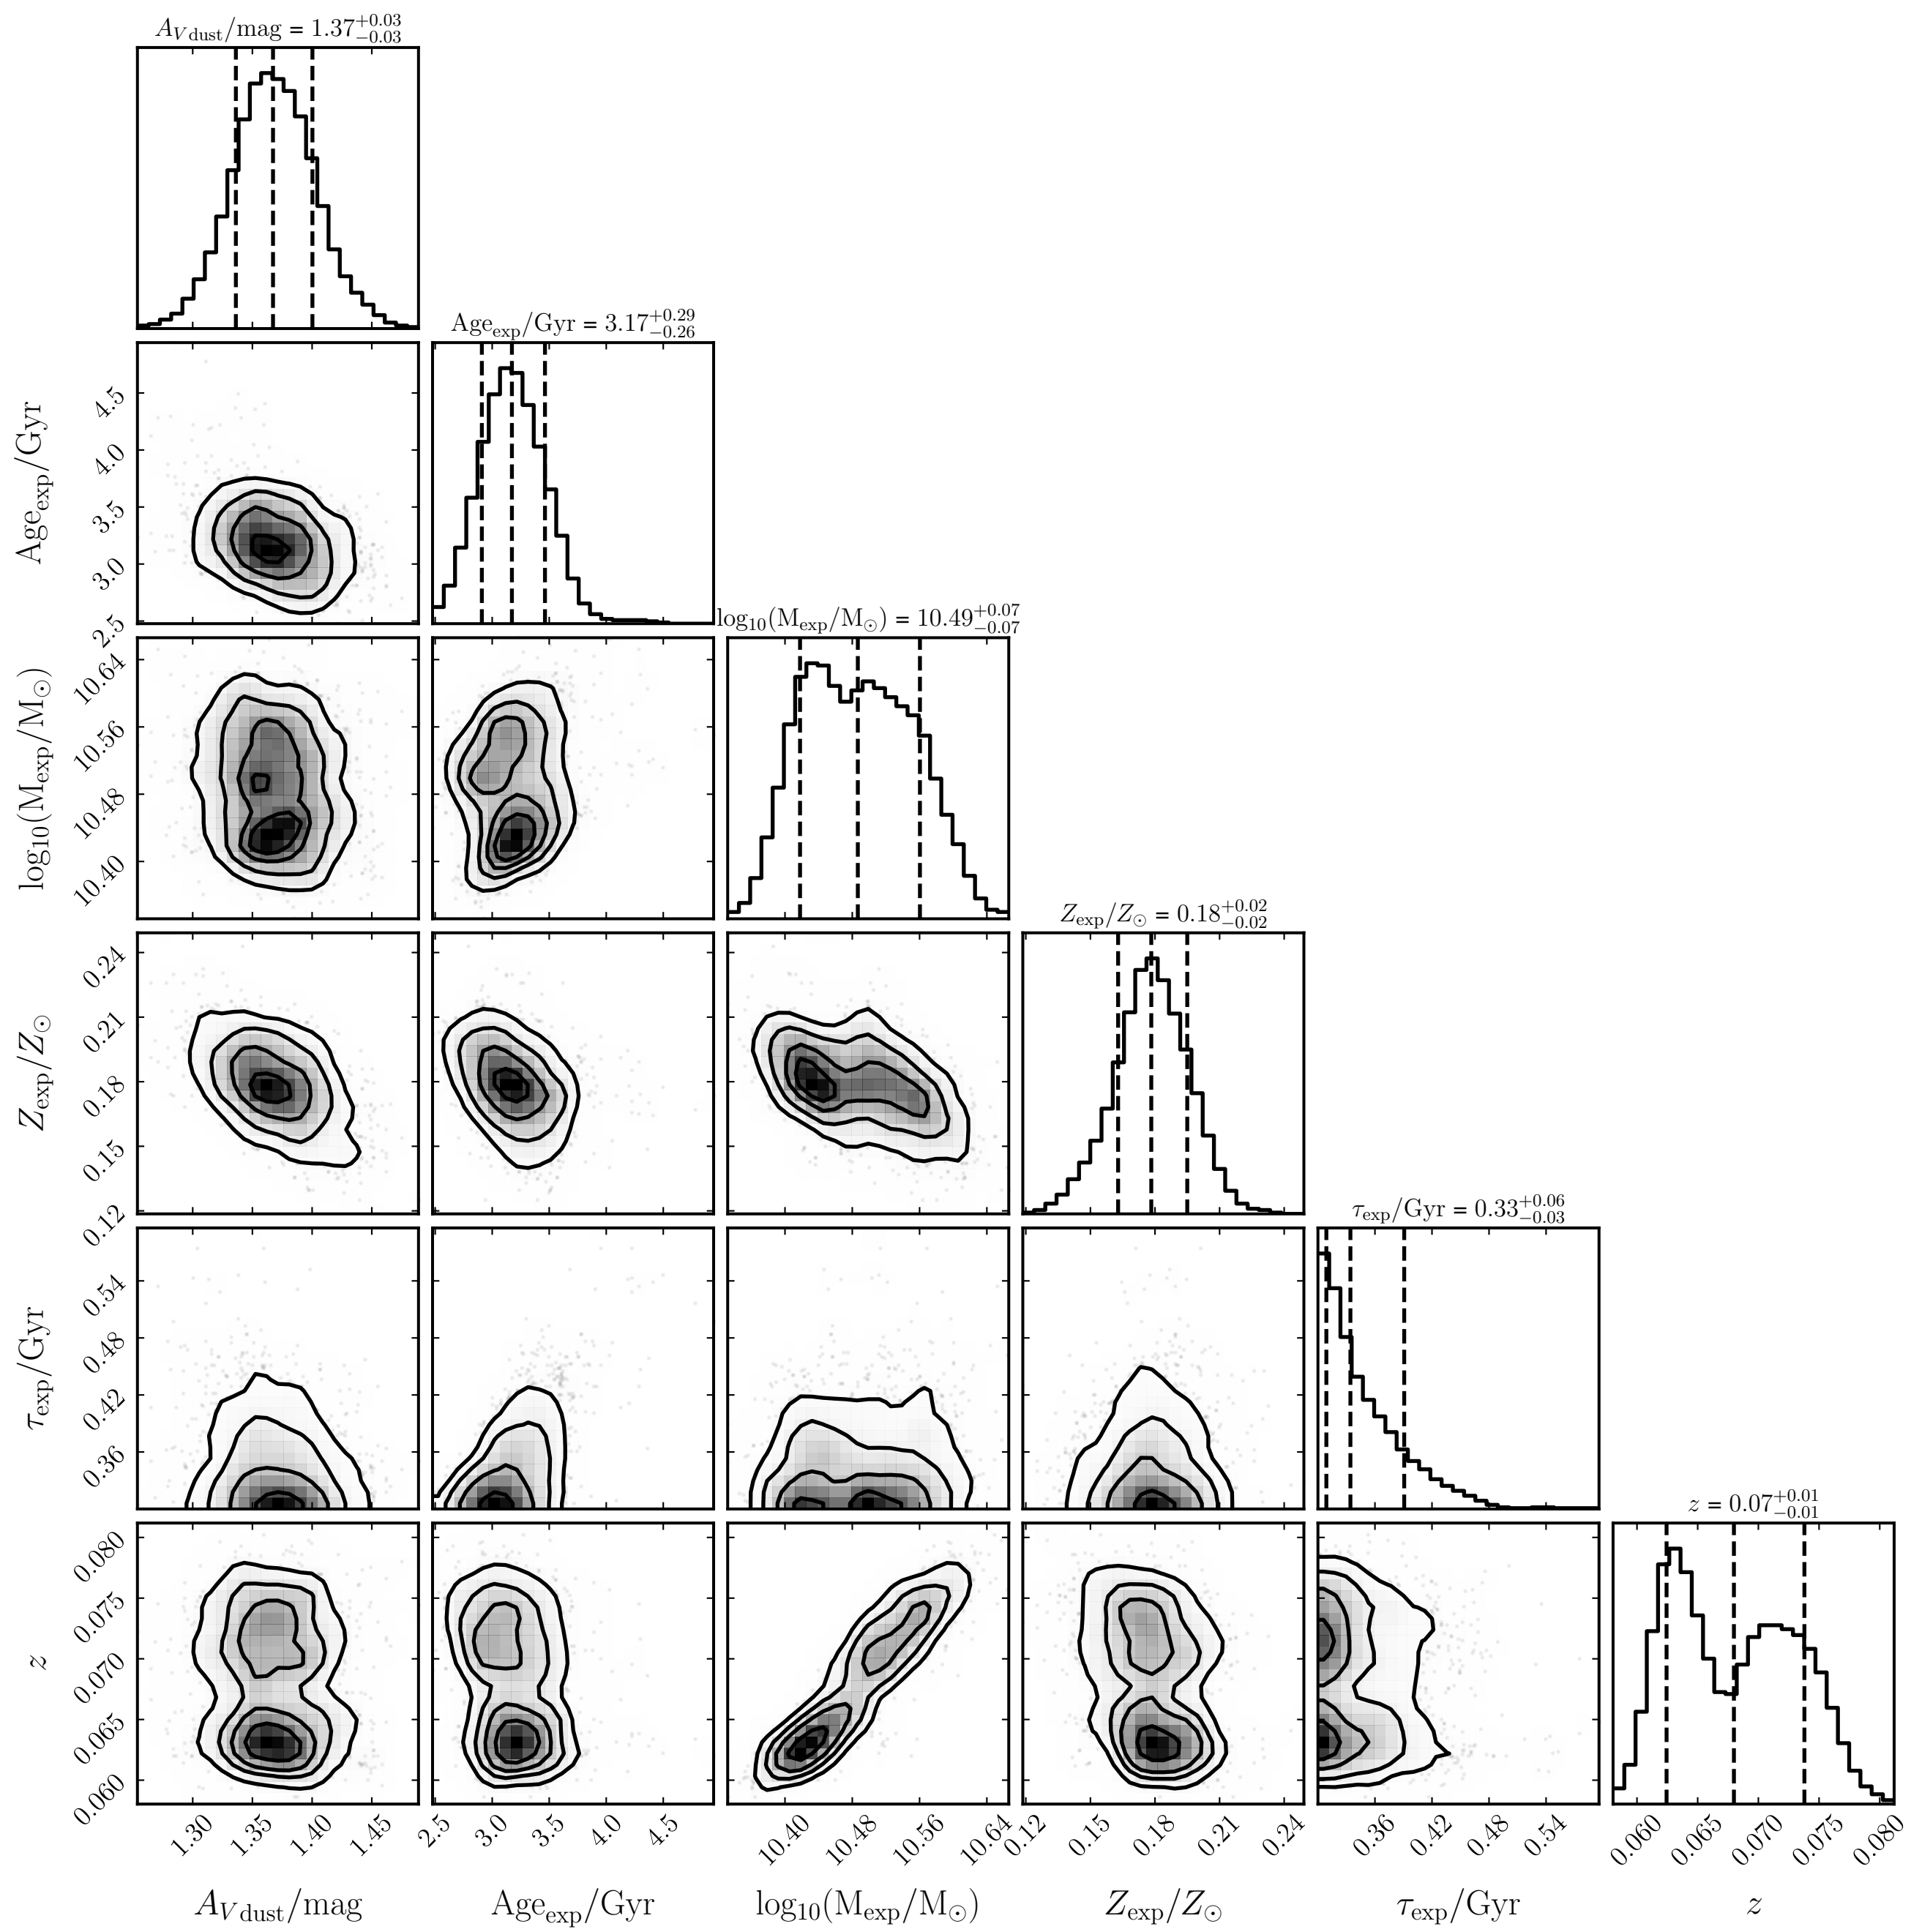 A_V dust/mag = 1.37 +0.03 −0.03
Age_exp/Gyr = 3.17 +0.29 −0.26
log10(M_exp/M⊙) = 10.49 +0.07 −0.07
Z_exp/Z⊙ = 0.18 +0.02 −0.02
τ_exp/Gyr = 0.33 +0.06 −0.03
z = 0.07 +0.01 −0.01
Age_exp/Gyr
4.5
4.0
3.5
3.0
2.5
log10(M_exp/M⊙)
10.64
10.56
10.48
10.40
Z_exp/Z⊙
0.24
0.21
0.18
0.15
0.12
τ_exp/Gyr
0.54
0.48
0.42
0.36
z
0.080
0.075
0.070
0.065
0.060
1.30 1.35 1.40 1.45
2.5 3.0 3.5 4.0 4.5
10.40 10.48 10.56 10.64
0.12 0.15 0.18 0.21 0.24
0.36 0.42 0.48 0.54
0.060 0.065 0.070 0.075 0.080
A_V dust/mag
Age_exp/Gyr
log10(M_exp/M⊙)
Z_exp/Z⊙
τ_exp/Gyr
z